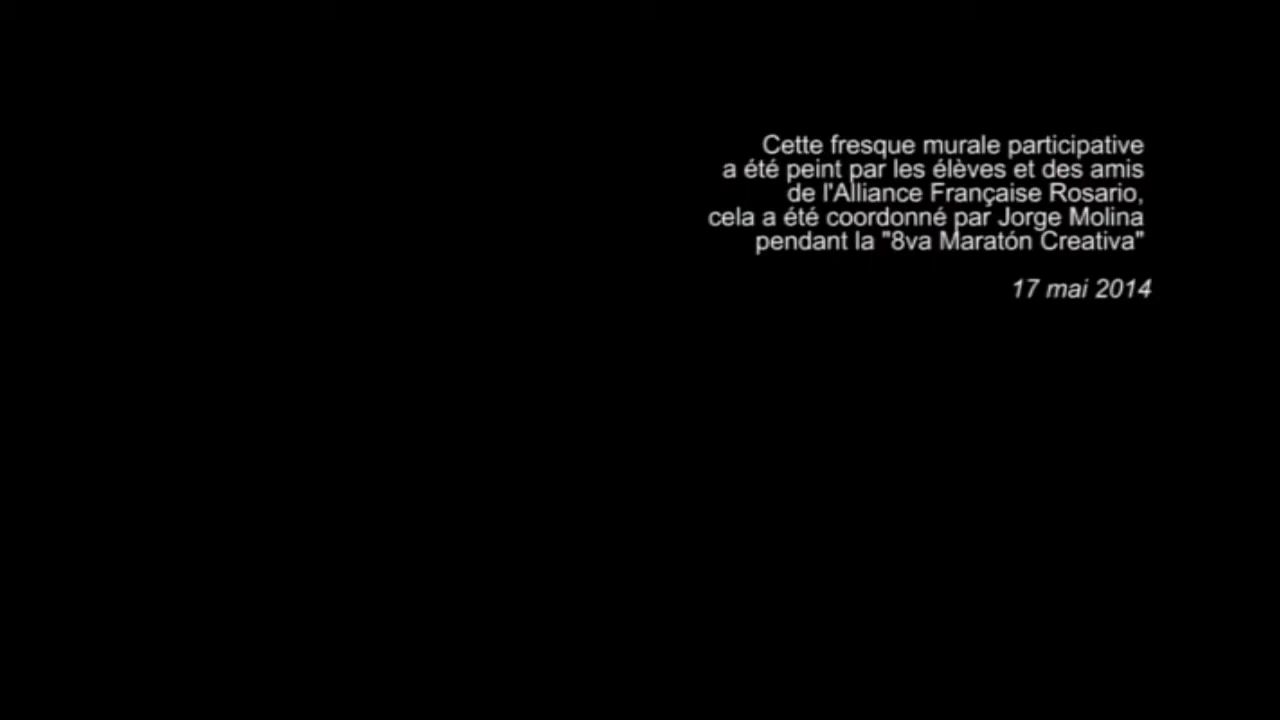 Cette fresque murale participative
a été peint par les élèves et des amis
de l'Alliance Française Rosario,
cela a été coordonné par Jorge Molina
pendant la "8va Maratón Creativa"
17 mai 2014